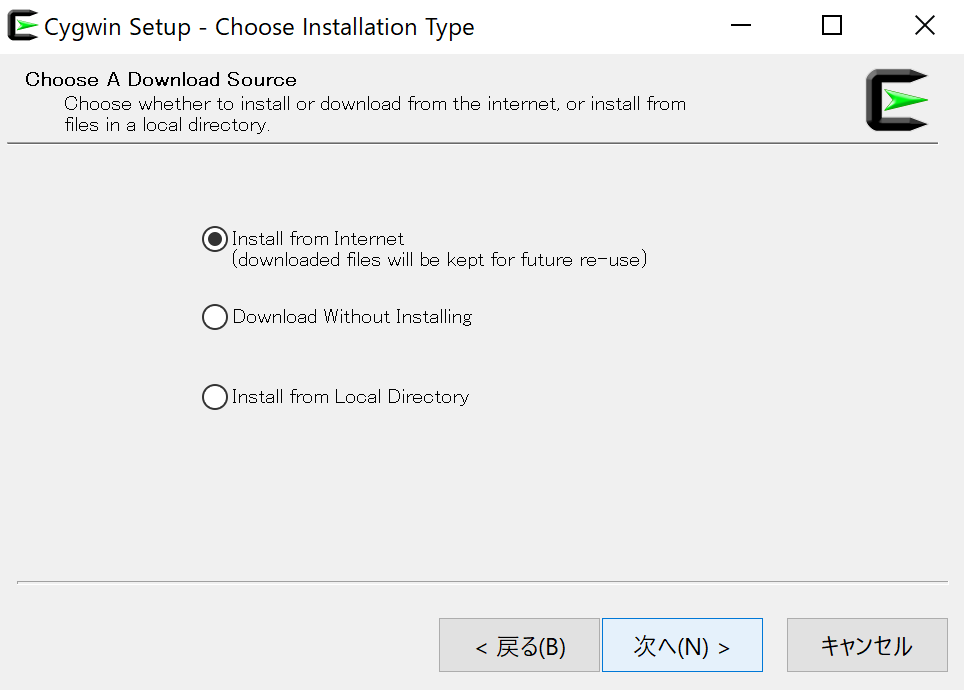 Cygwin Setup - Choose Installation Type
Choose A Download Source
Choose whether to install or download from the internet, or install from
files in a local directory.
Install from Internet
(downloaded files will be kept for future re-use)
Download Without Installing
Install from Local Directory
< 戻る(B)
次へ(N) >
キャンセル